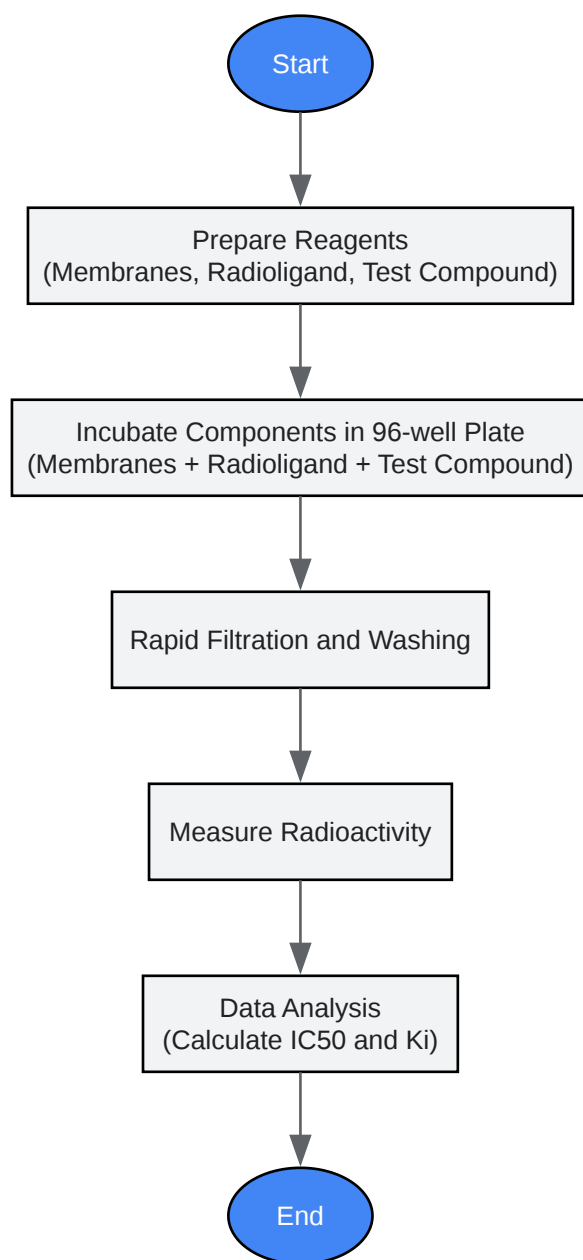 Start
Prepare Reagents
(Membranes, Radioligand, Test Compound)
Incubate Components in 96-well Plate
(Membranes + Radioligand + Test Compound)
Rapid Filtration and Washing
Measure Radioactivity
Data Analysis
(Calculate IC50 and Ki)
End